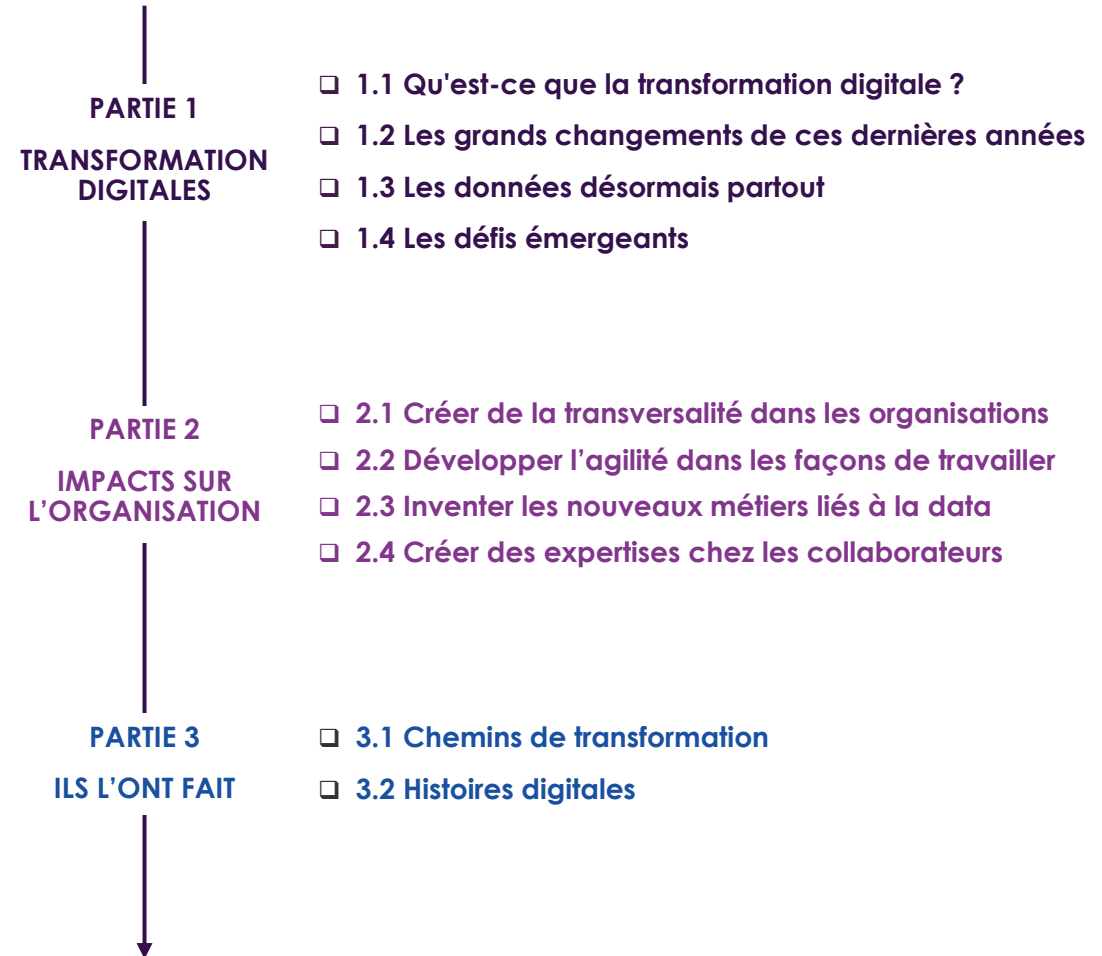 PARTIE 1
TRANSFORMATION
DIGITALES
❑ 1.1 Qu'est-ce que la transformation digitale ?
❑ 1.2 Les grands changements de ces dernières années
❑ 1.3 Les données désormais partout
❑ 1.4 Les défis émergeants
PARTIE 2
IMPACTS SUR
L’ORGANISATION
❑ 2.1 Créer de la transversalité dans les organisations
❑ 2.2 Développer l’agilité dans les façons de travailler
❑ 2.3 Inventer les nouveaux métiers liés à la data
❑ 2.4 Créer des expertises chez les collaborateurs
PARTIE 3
ILS L’ONT FAIT
❑ 3.1 Chemins de transformation
❑ 3.2 Histoires digitales